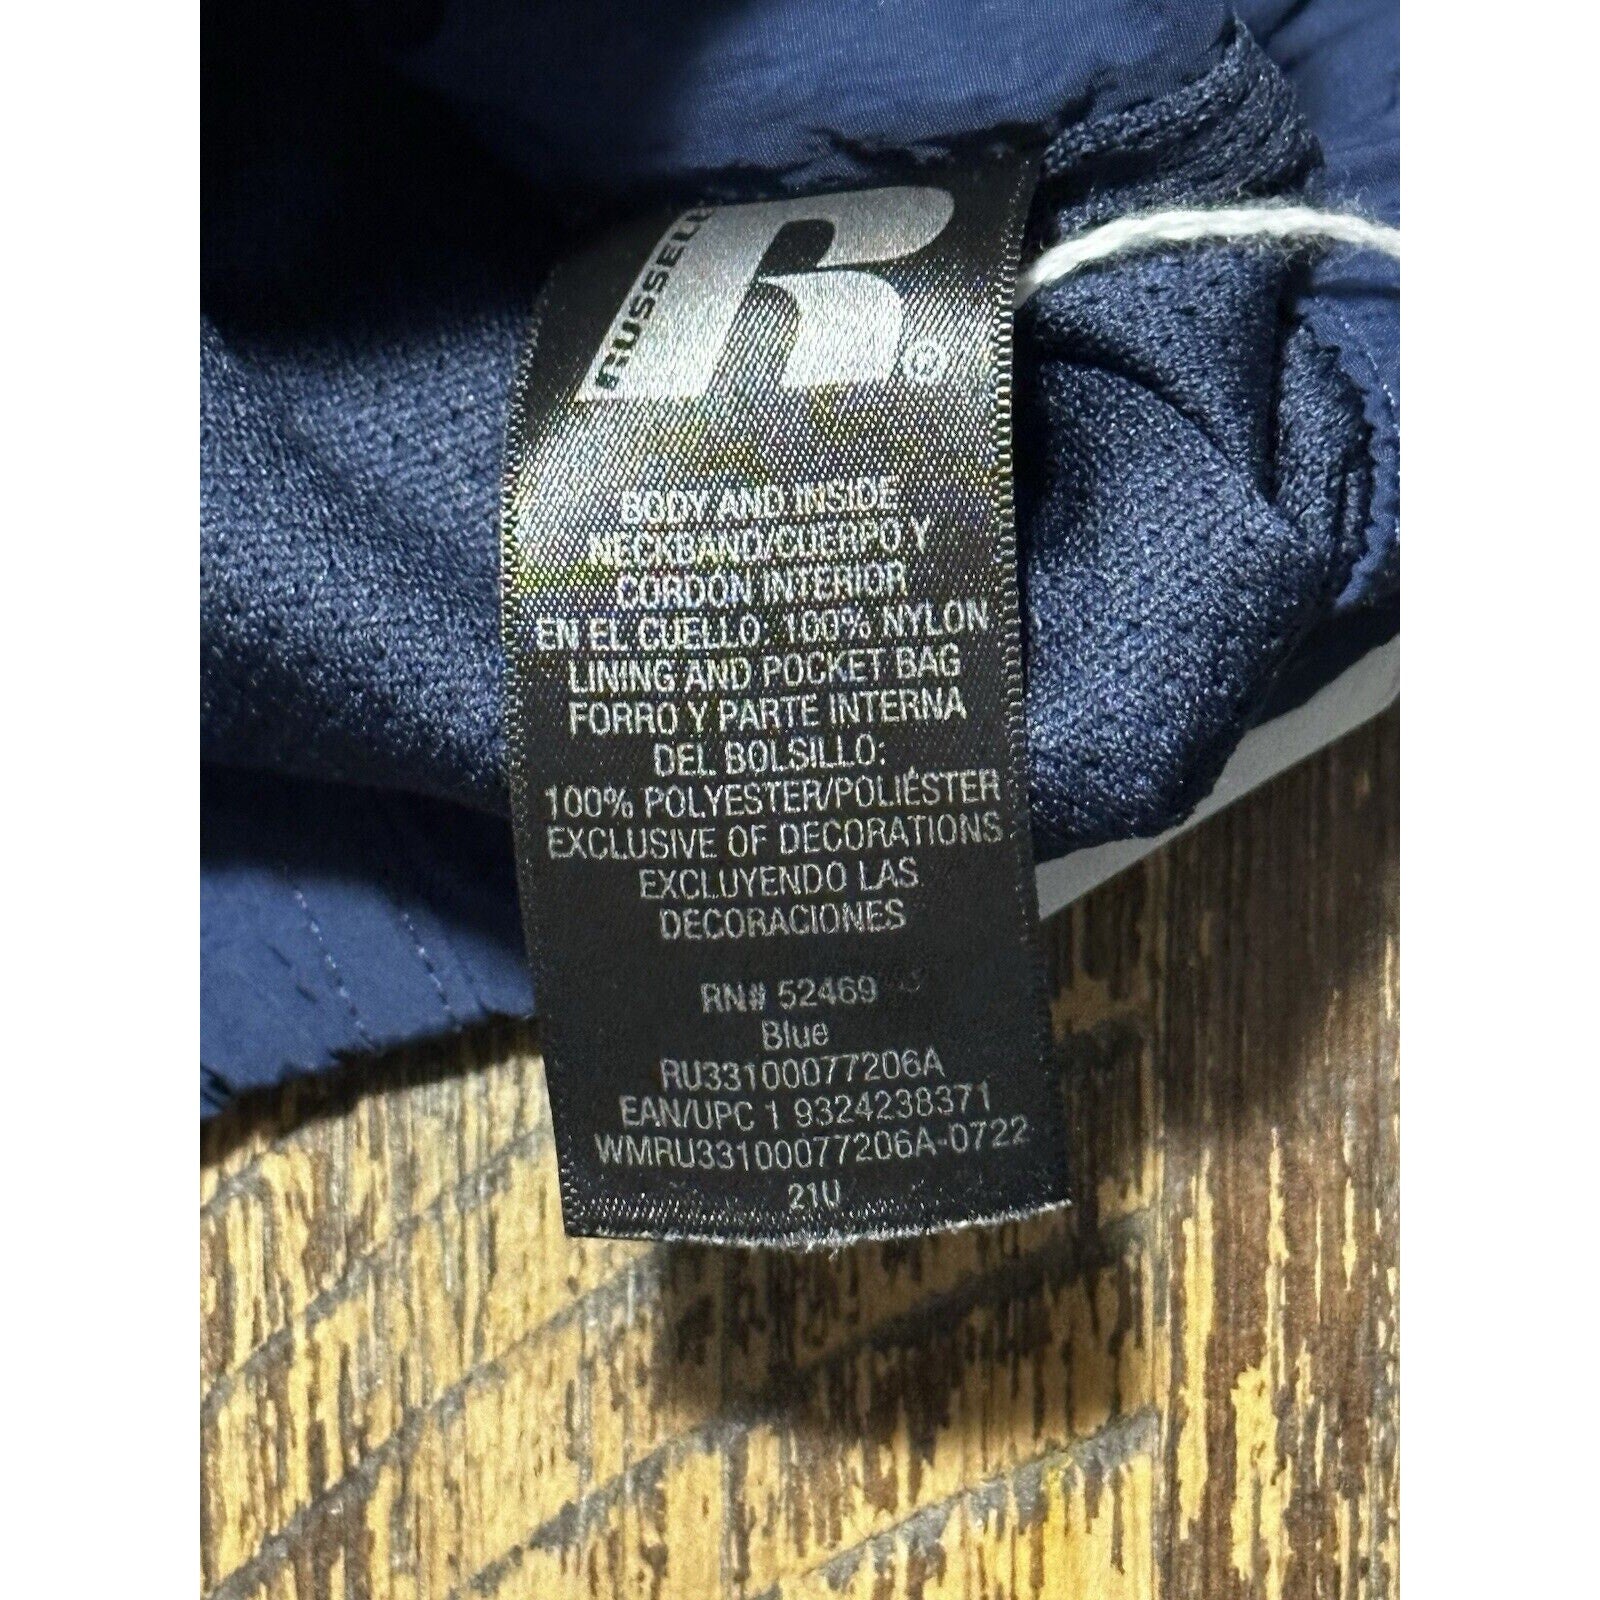 RUSSELL
R®
BODY AND INSIDE
NECKBAND/CUERPO Y
CORDÓN INTERIOR
EN EL CUELLO: 100% NYLON
LINING AND POCKET BAG
FORRO Y PARTE INTERNA
DEL BOLSILLO:
100% POLYESTER/POLIÉSTER
EXCLUSIVE OF DECORATIONS
EXCLUYENDO LAS
DECORACIONES
RN# 52469
Blue
RU33100077206A
EAN/UPC 1 9324238371
WMRU33100077206A-0722
21U